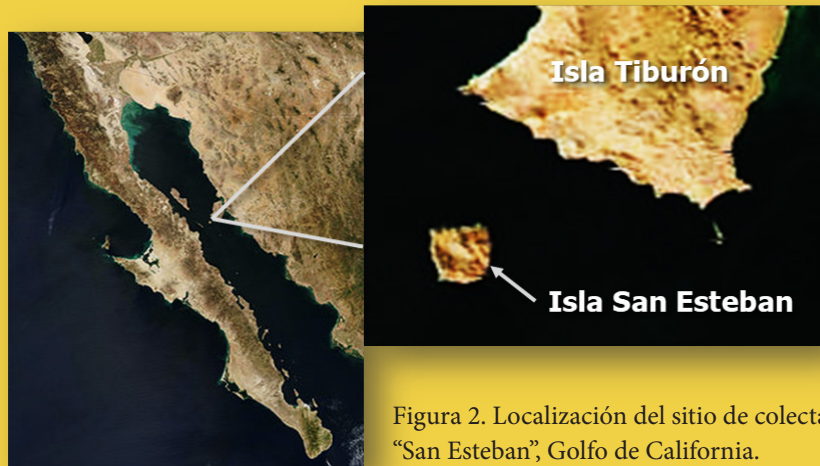 Isla Tiburón
Isla San Esteban
Figura 2. Localización del sitio de colecta
“San Esteban”, Golfo de California.